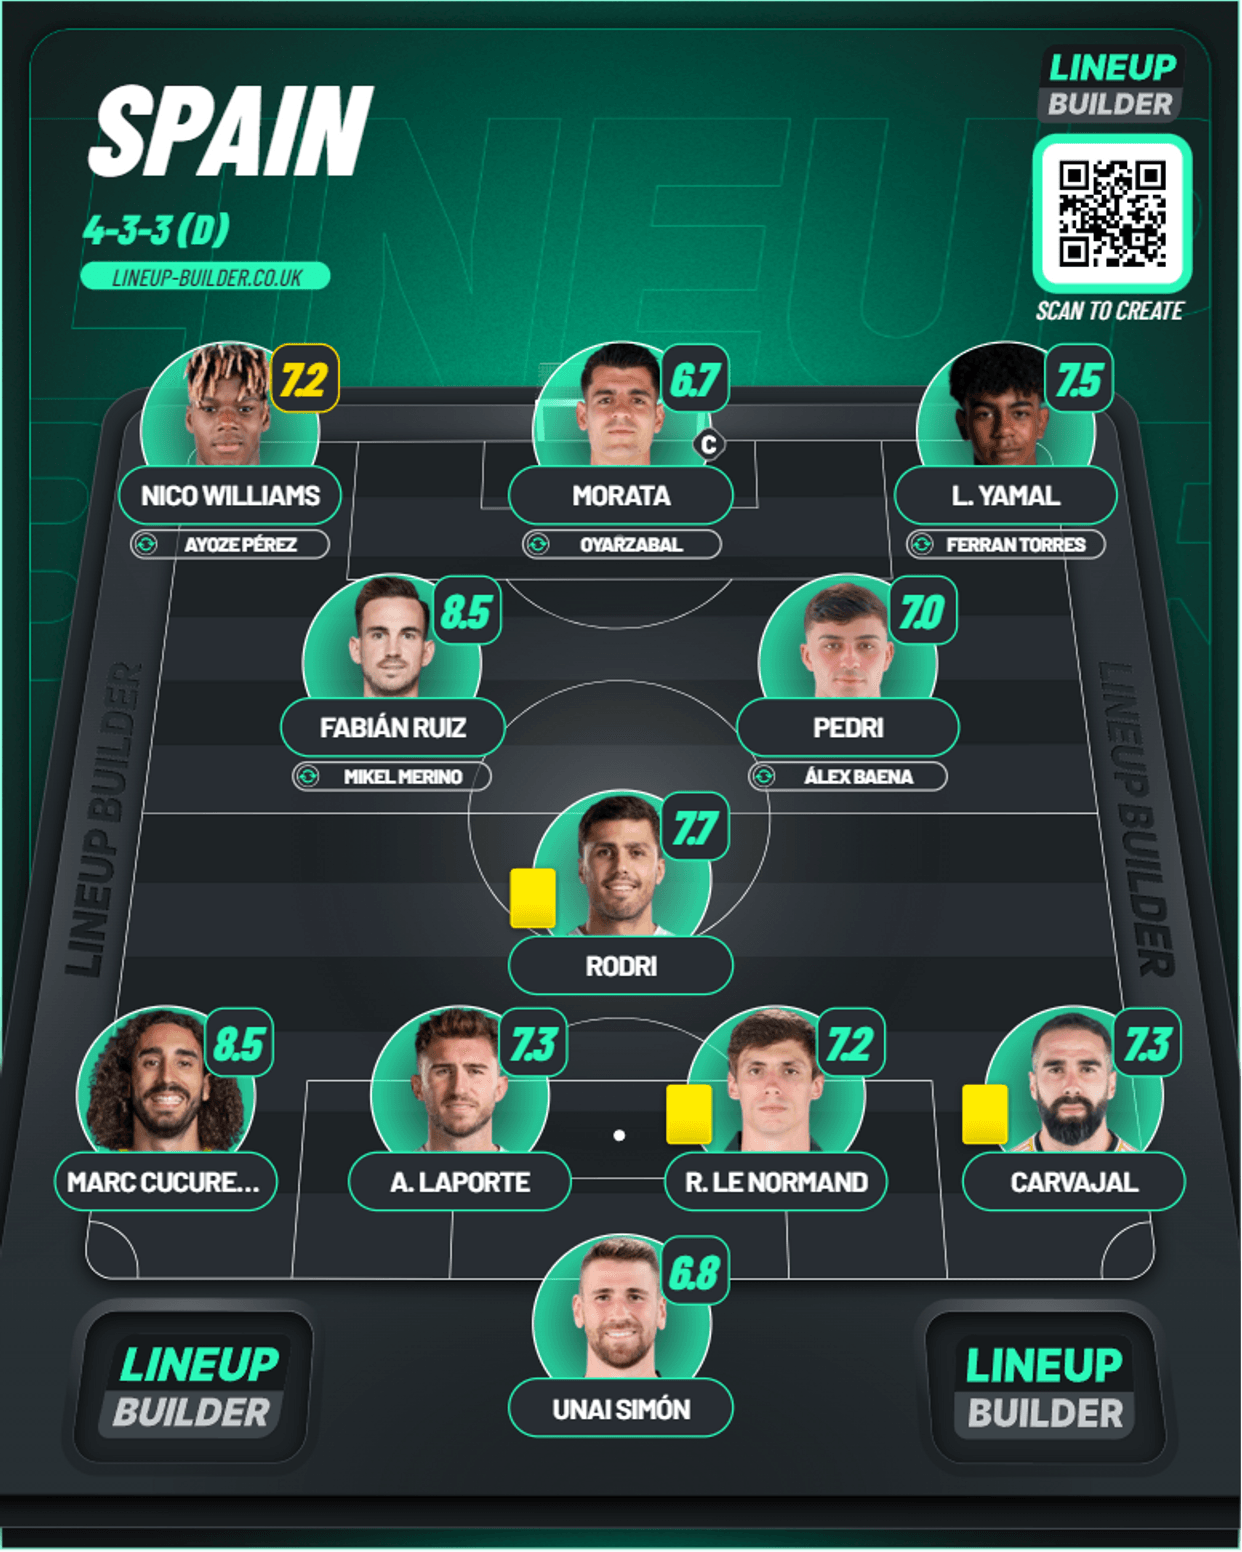 LINEUP
BUILDER
SPAIN
4-3-3 (D)
LINEUP-BUILDER.CO.UK
SCAN TO CREATE
7.2
6.7
7.5
C
NICO WILLIAMS
MORATA
L. YAMAL
AYOZE PÉREZ
OYARZABAL
FERRAN TORRES
8.5
7.0
FABIÁN RUIZ
PEDRI
MIKEL MERINO
ÁLEX BAENA
7.7
LINEUP BUILDER
LINEUP BUILDER
RODRI
8.5
7.3
7.2
7.3
MARC CUCURE...
A. LAPORTE
R. LE NORMAND
CARVAJAL
6.8
UNAI SIMÓN
LINEUP
BUILDER
LINEUP
BUILDER